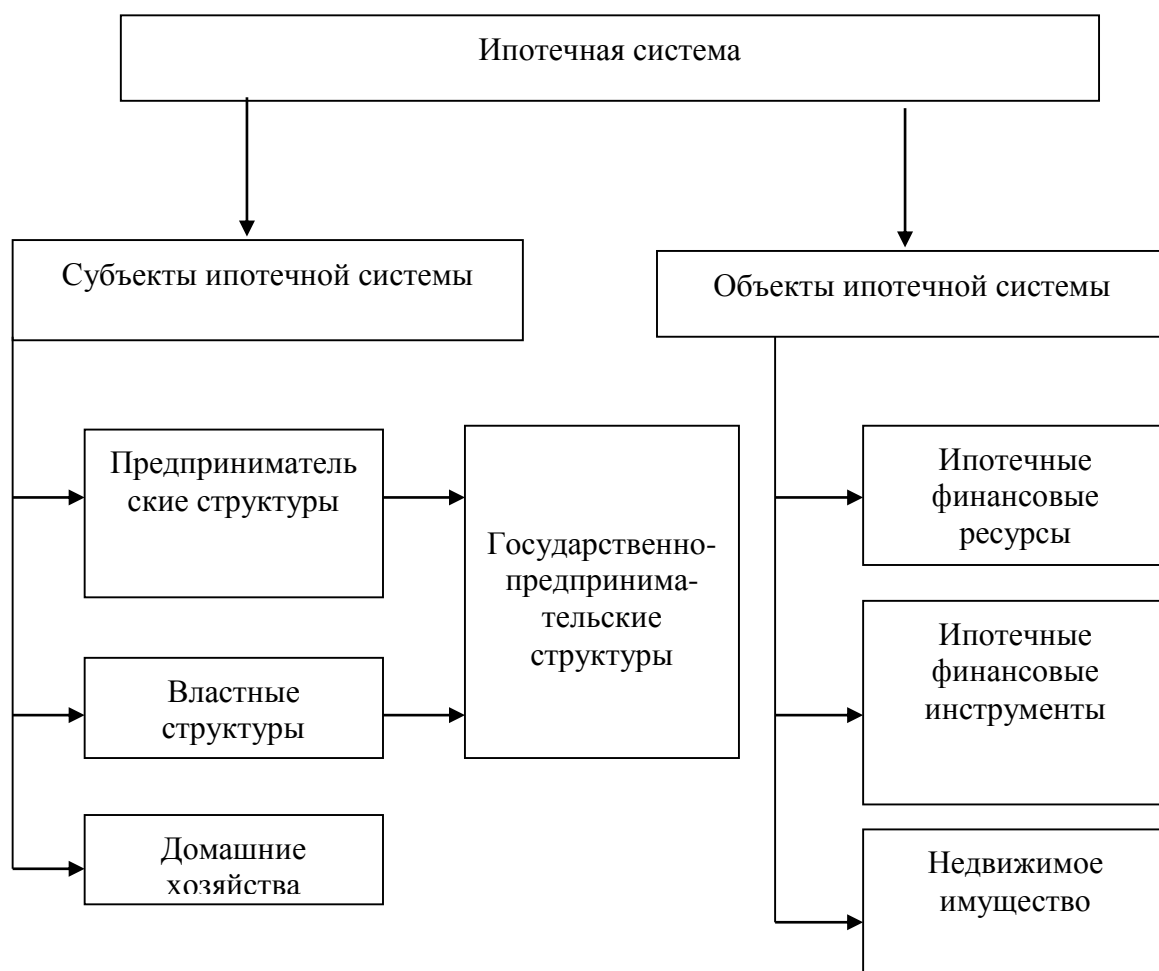 Ипотечная система
Субъекты ипотечной системы
Объекты ипотечной системы
Предприниматель
ские структуры
Государственно-
предпринима-
тельские
структуры
Властные
структуры
Домашние
хозяйства
Ипотечные
финансовые
ресурсы
Ипотечные
финансовые
инструменты
Недвижимое
имущество